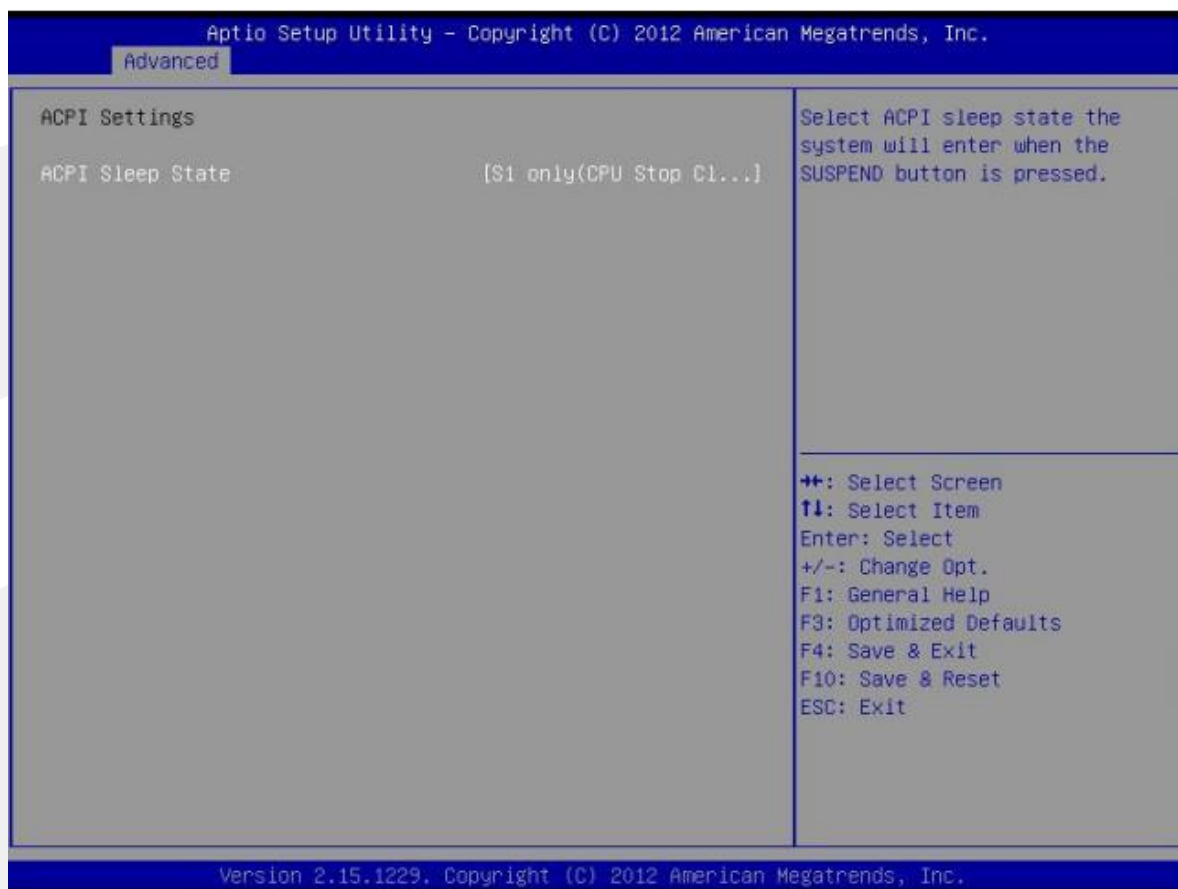 Aptio Setup Utility – Copyright (C) 2012 American Megatrends, Inc.
Advanced
ACPI Settings
ACPI Sleep State [S1 only(CPU Stop Cl...]
Select ACPI sleep state the
system will enter when the
SUSPEND button is pressed.
→←: Select Screen
↑↓: Select Item
Enter: Select
+/-: Change Opt.
F1: General Help
F3: Optimized Defaults
F4: Save & Exit
F10: Save & Reset
ESC: Exit
Version 2.15.1229. Copyright (C) 2012 American Megatrends, Inc.